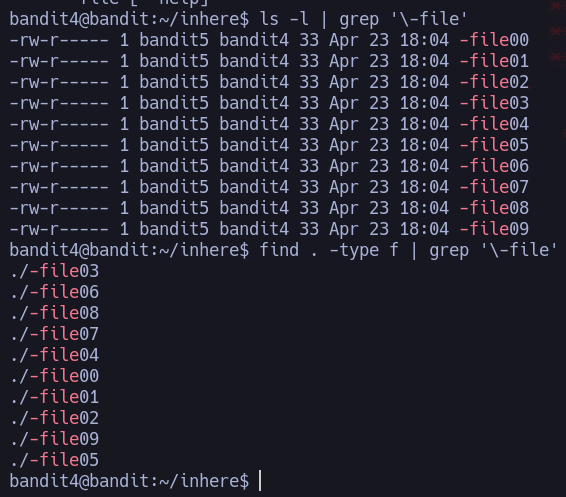 bandit4@bandit:~/inhere$ ls -l | grep '\-file'
-rw-r----- 1 bandit5 bandit4 33 Apr 23 18:04 -file00
-rw-r----- 1 bandit5 bandit4 33 Apr 23 18:04 -file01
-rw-r----- 1 bandit5 bandit4 33 Apr 23 18:04 -file02
-rw-r----- 1 bandit5 bandit4 33 Apr 23 18:04 -file03
-rw-r----- 1 bandit5 bandit4 33 Apr 23 18:04 -file04
-rw-r----- 1 bandit5 bandit4 33 Apr 23 18:04 -file05
-rw-r----- 1 bandit5 bandit4 33 Apr 23 18:04 -file06
-rw-r----- 1 bandit5 bandit4 33 Apr 23 18:04 -file07
-rw-r----- 1 bandit5 bandit4 33 Apr 23 18:04 -file08
-rw-r----- 1 bandit5 bandit4 33 Apr 23 18:04 -file09
bandit4@bandit:~/inhere$ find . -type f | grep '\-file'
./-file03
./-file06
./-file08
./-file07
./-file04
./-file00
./-file01
./-file02
./-file09
./-file05
bandit4@bandit:~/inhere$